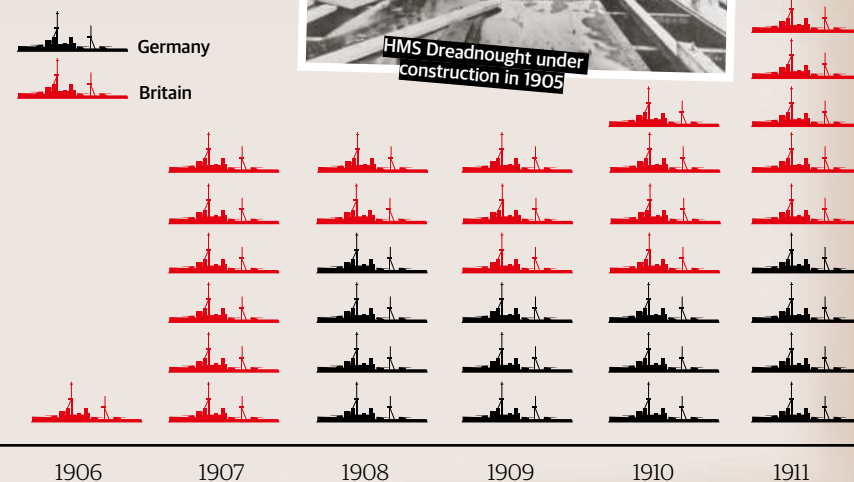 Germany
Britain
HMS Dreadnought under
construction in 1905
1906
1907
1908
1909
1910
1911